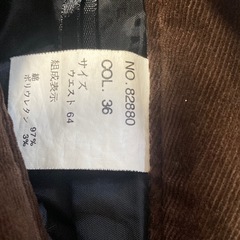 NO. 82880
COL. 36
サイズ
ウエスト 64
組成表示
綿 97%
ポリウレタン 3%